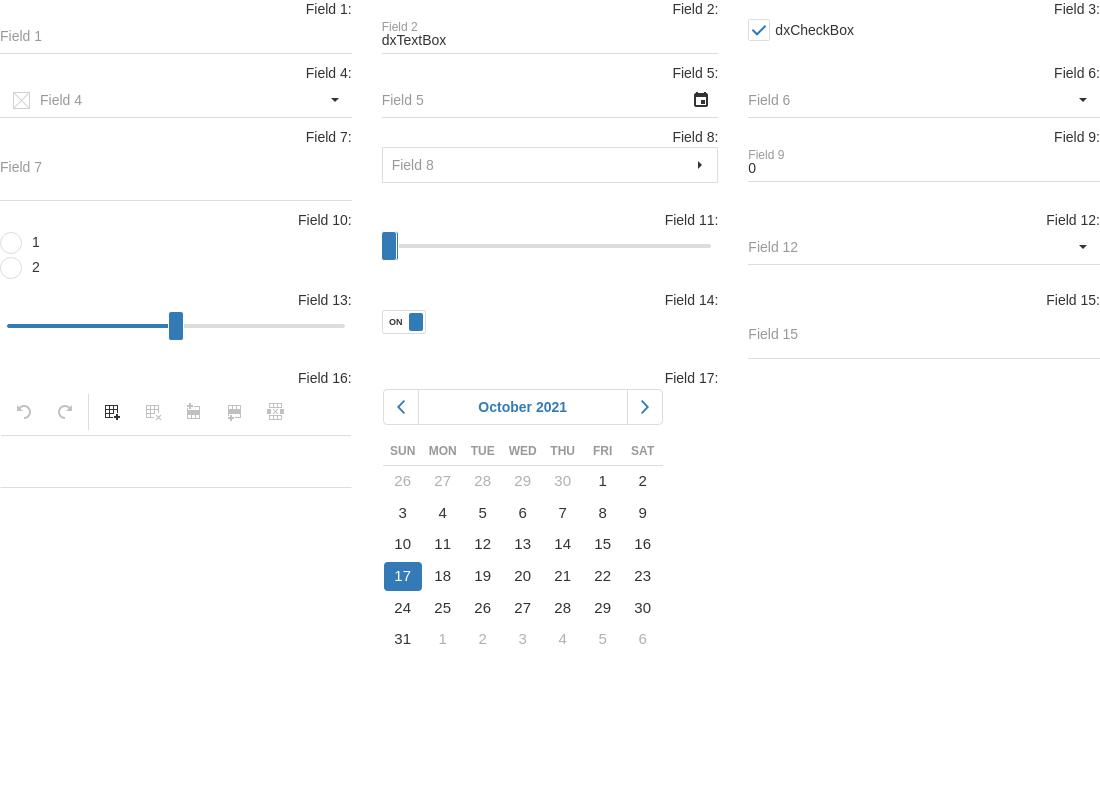 Field 1:
Field 1
Field 2:
Field 2
dxTextBox
Field 3:
dxCheckBox
Field 4:
Field 4
Field 5:
Field 5
Field 6:
Field 6
Field 7:
Field 7
Field 8:
Field 8
Field 9:
Field 9
0
Field 10:
1
2
Field 11:
Field 12:
Field 12
Field 13:
Field 14:
ON
Field 15:
Field 15
Field 16:
Field 17:
October 2021
SUN MON TUE WED THU FRI SAT
26 27 28 29 30 1 2
3 4 5 6 7 8 9
10 11 12 13 14 15 16
17 18 19 20 21 22 23
24 25 26 27 28 29 30
31 1 2 3 4 5 6